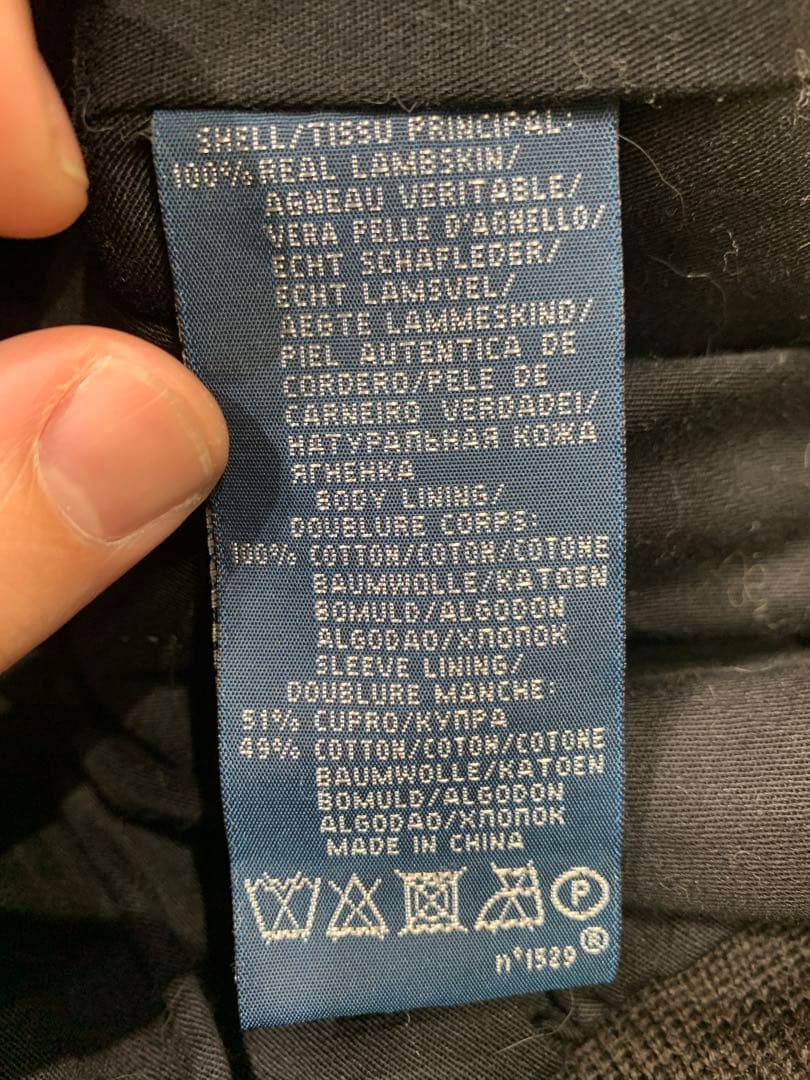 SHELL/TISSU PRINCIPAL:
100% REAL LAMBSKIN/
AGNEAU VERITABLE/
VERA PELLE D'AGNELLO/
ECHT SCHAFLEDER/
ECHT LAMSVEL/
AEGTE LAMMESKIND/
PIEL AUTENTICA DE
CORDERO/PELE DE
CARNEIRO VERDADEI/
НАТУРАЛЬНАЯ КОЖА
ЯГНЕНКА
BODY LINING/
DOUBLURE CORPS:
100% COTTON/COTON/COTONE
BAUMWOLLE/KATOEN
BOMULD/ALGODON
ALGODAO/ХЛОПОК
SLEEVE LINING/
DOUBLURE MANCHE:
51% CUPRO/КУПРА
49% COTTON/COTON/COTONE
BAUMWOLLE/KATOEN
BOMULD/ALGODON
ALGODAO/ХЛОПОК
MADE IN CHINA
P
n°1529 ®